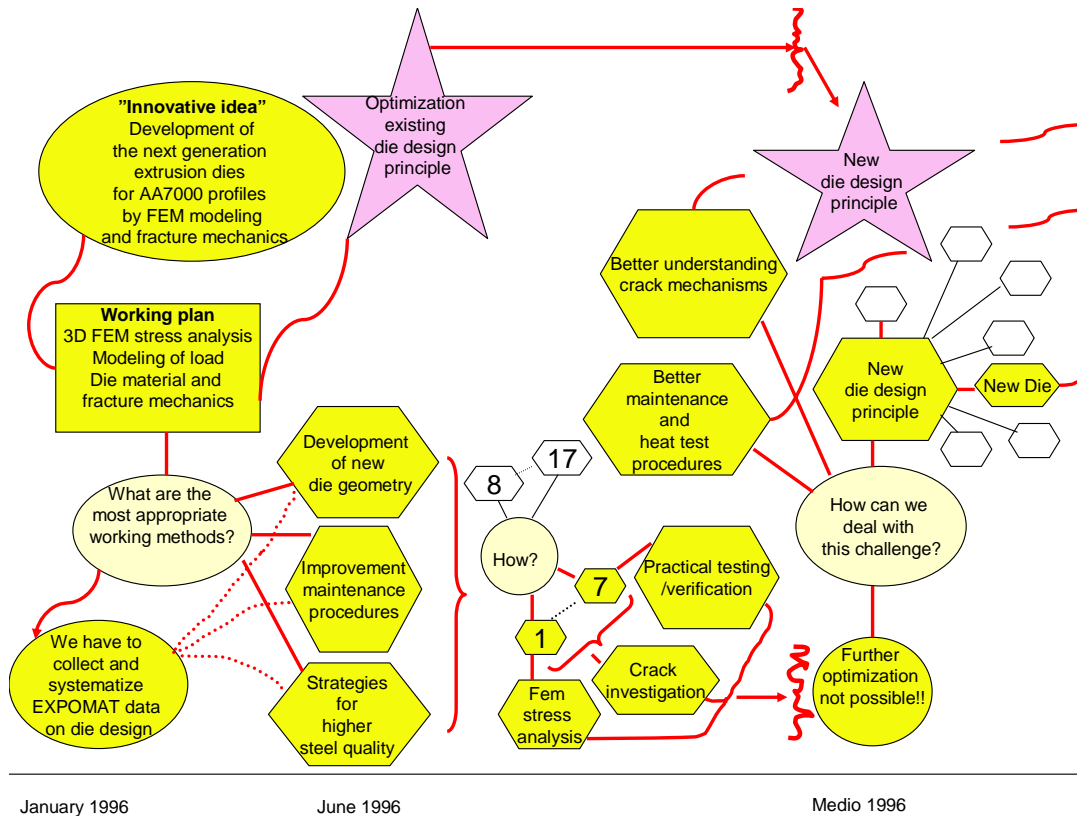 ”Innovative idea”
Development of
the next generation
extrusion dies
for AA7000 profiles
by FEM modeling
and fracture mechanics
Optimization
existing
die design
principle
New
die design
principle
Better understanding
crack mechanisms
Working plan
3D FEM stress analysis
Modeling of load
Die material and
fracture mechanics
Better
maintenance
and
heat test
procedures
New
die design
principle
New Die
Development
of new
die geometry
What are the
most appropriate
working methods?
Improvement
maintenance
procedures
We have to
collect and
systematize
EXPOMAT data
on die design
Strategies
for
higher
steel quality
8
17
How?
7
1
Practical testing
/verification
Crack
investigation
Fem
stress
analysis
How can we
deal with
this challenge?
Further
optimization
not possible!!
January 1996
June 1996
Medio 1996